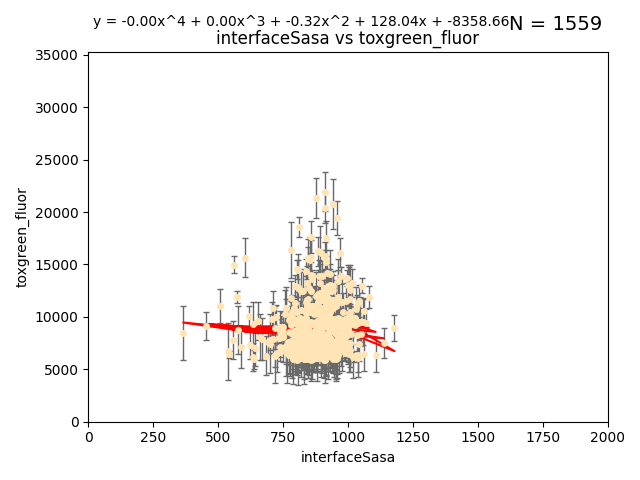 y = -0.00x^4 + 0.00x^3 + -0.32x^2 + 128.04x + -8358.66
N = 1559
interfaceSasa vs toxgreen_fluor
35000
30000
25000
20000
15000
10000
5000
0
toxgreen_fluor
0 250 500 750 1000 1250 1500 1750 2000
interfaceSasa